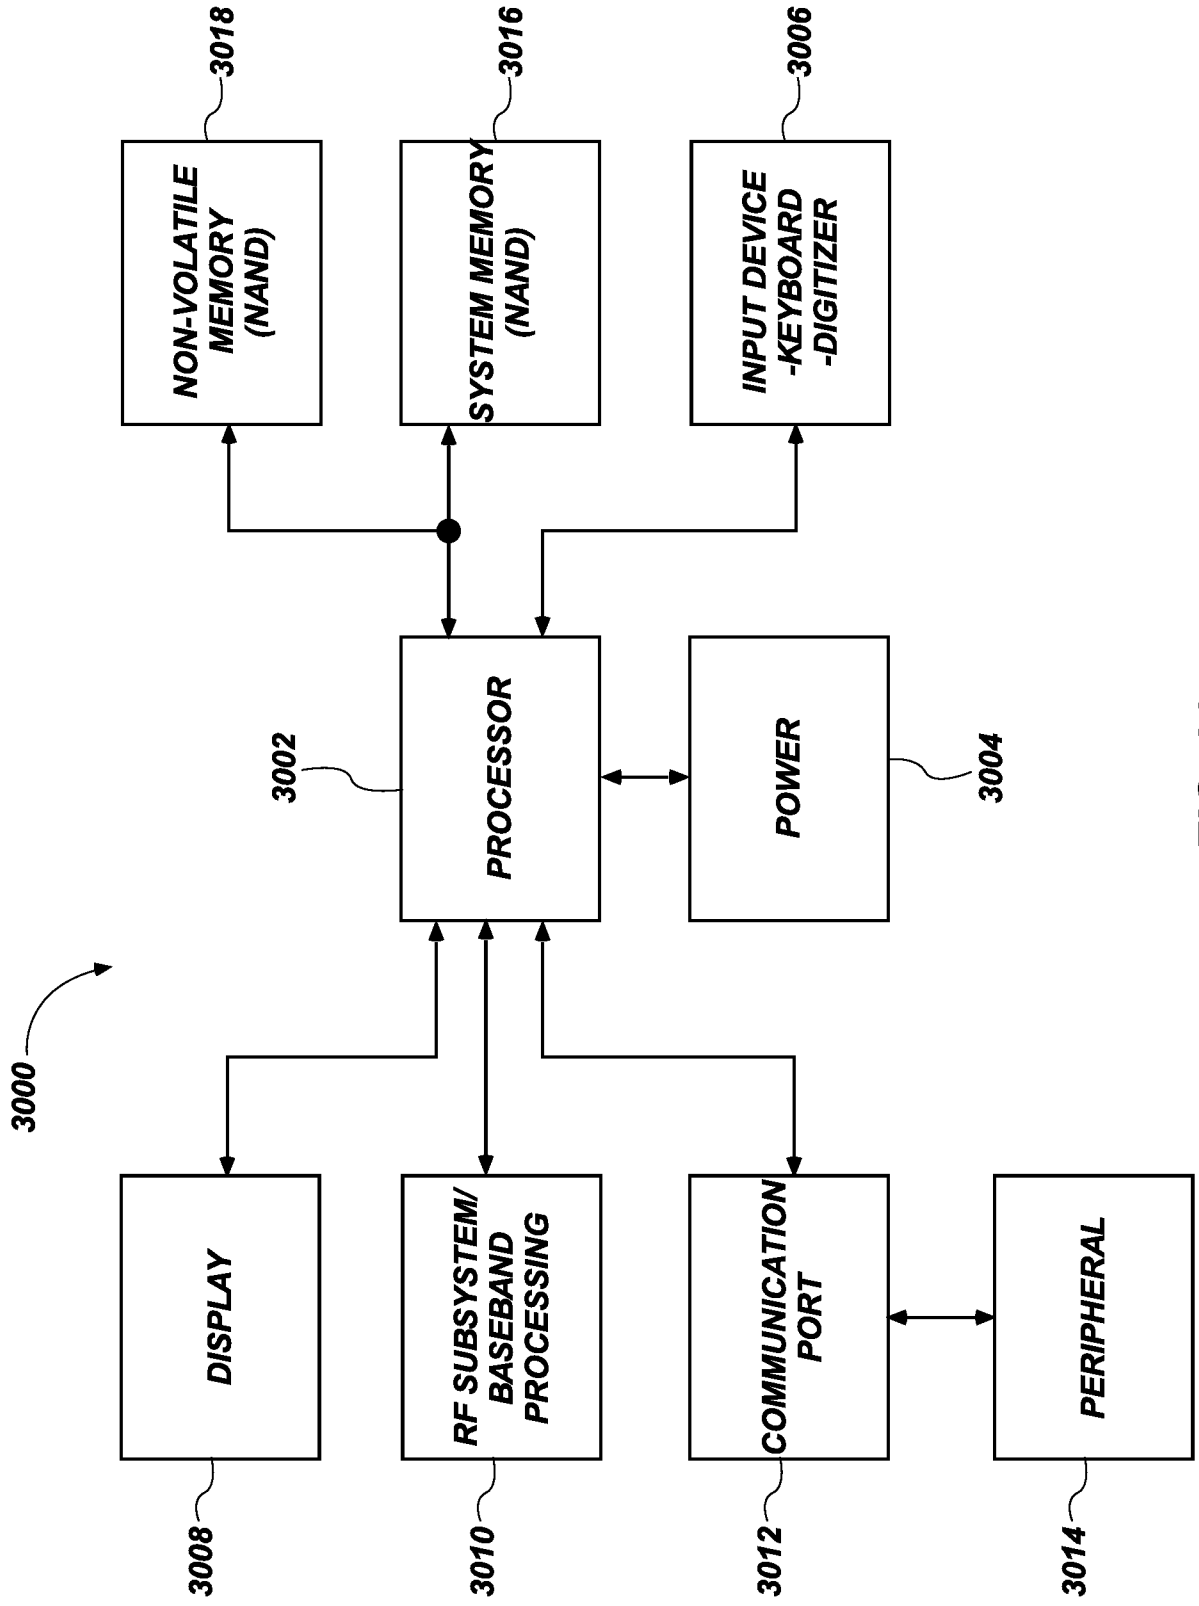 3000
3008
DISPLAY
3010
RF SUBSYSTEM/
BASEBAND
PROCESSING
3012
COMMUNICATION
PORT
3014
PERIPHERAL
3002
PROCESSOR
POWER
3004
3018
NON-VOLATILE
MEMORY
(NAND)
3016
SYSTEM MEMORY
(NAND)
3006
INPUT DEVICE
-KEYBOARD
-DIGITIZER